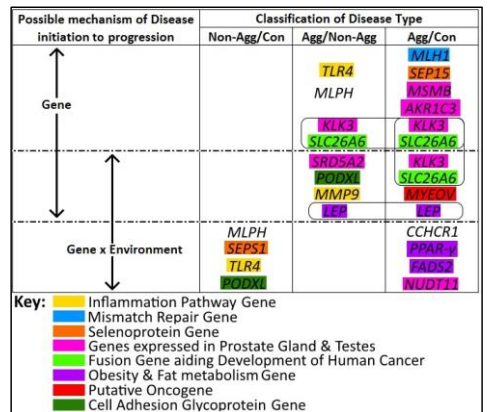 Possible mechanism of Disease initiation to progression
Classification of Disease Type
Non-Agg/Con
Agg/Non-Agg
Agg/Con
Gene
TLR4
MLPH
KLK3
SLC26A6
MLH1
SEP15
MSMB
AKR1C3
KLK3
SLC26A6
SRD5A2
PODXL
MMP9
LEP
KLK3
SLC26A6
MYEOV
LEP
Gene x Environment
MLPH
SEPS1
TLR4
PODXL
CCHCR1
PPAR-γ
FADS2
NUDT11
Key:
Inflammation Pathway Gene
Mismatch Repair Gene
Selenoprotein Gene
Genes expressed in Prostate Gland & Testes
Fusion Gene aiding Development of Human Cancer
Obesity & Fat metabolism Gene
Putative Oncogene
Cell Adhesion Glycoprotein Gene